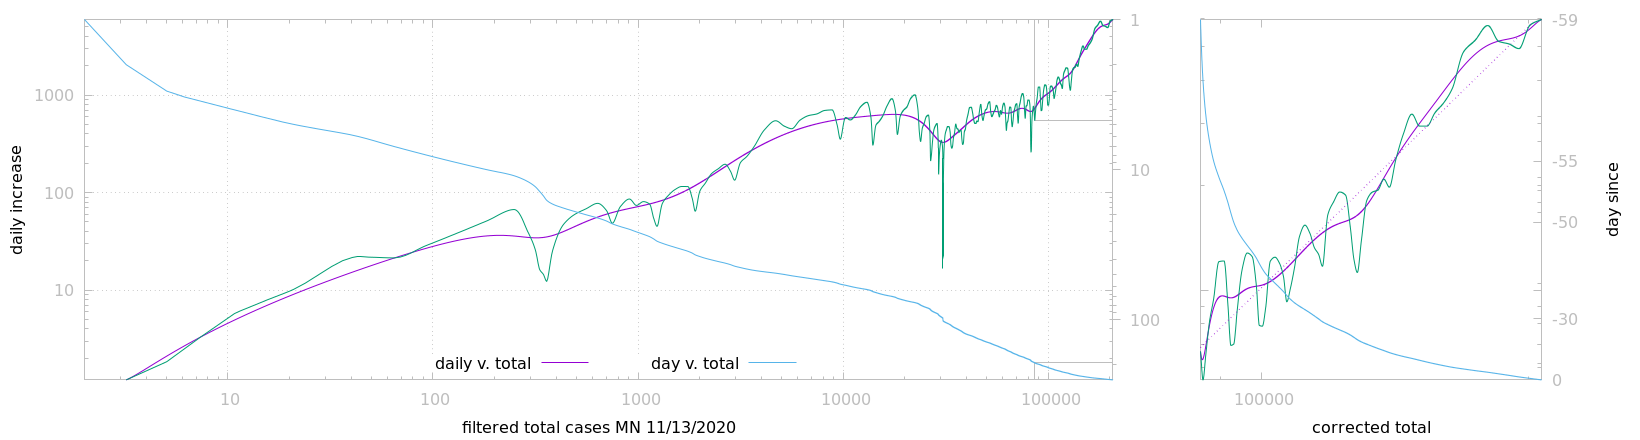 1000
100
10
daily increase
10
100
1000
10000
100000
filtered total cases MN 11/13/2020
daily v. total
day v. total
1
10
100
100000
corrected total
-59
-55
-50
-30
0
day since